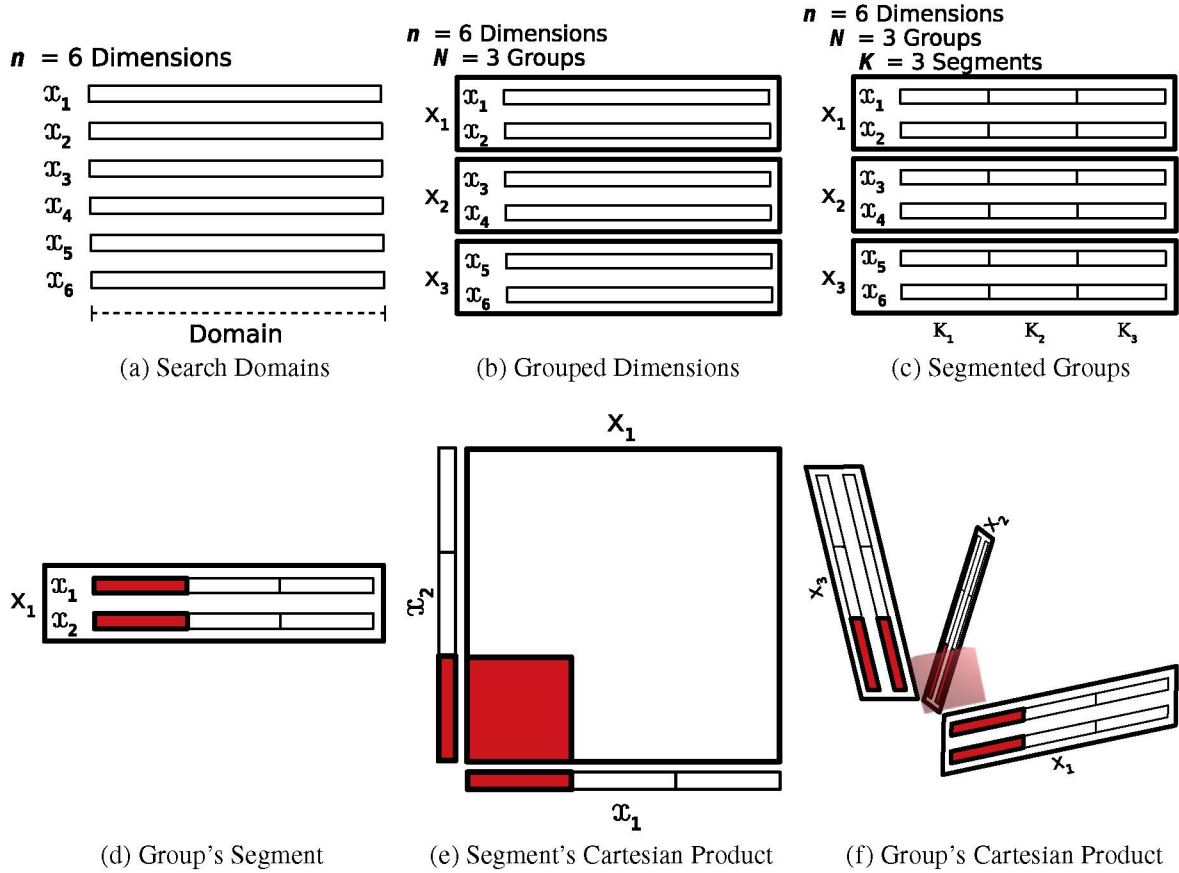 n = 6 Dimensions
x1
x2
x3
x4
x5
x6
Domain
(a) Search Domains
n = 6 Dimensions
N = 3 Groups
X1
x1
x2
X2
x3
x4
X3
x5
x6
(b) Grouped Dimensions
n = 6 Dimensions
N = 3 Groups
K = 3 Segments
X1
x1
x2
X2
x3
x4
X3
x5
x6
K1 K2 K3
(c) Segmented Groups
X1
x1
x2
(d) Group's Segment
X1
x2
x1
(e) Segment's Cartesian Product
X3
X2
X1
(f) Group's Cartesian Product